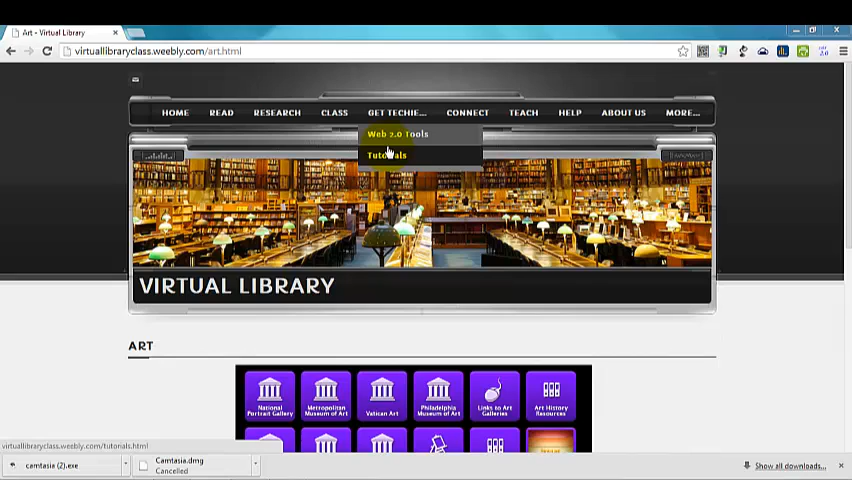 Art - Virtual Library
virtuallibraryclass.weebly.com/art.html
HOME READ RESEARCH CLASS GET TECHIE... CONNECT TEACH HELP ABOUT US MORE...
Web 2.0 Tools
Tutorials
VIRTUAL LIBRARY
ART
National Portrait Gallery
Metropolitan Museum of Art
Vatican Art
Philadelphia Museum of Art
Links to Art Galleries
Art History Resources
virtuallibraryclass.weebly.com/tutorials.html
camtasia (2).exe
Camtasia.dmg
Cancelled
Show all downloads...